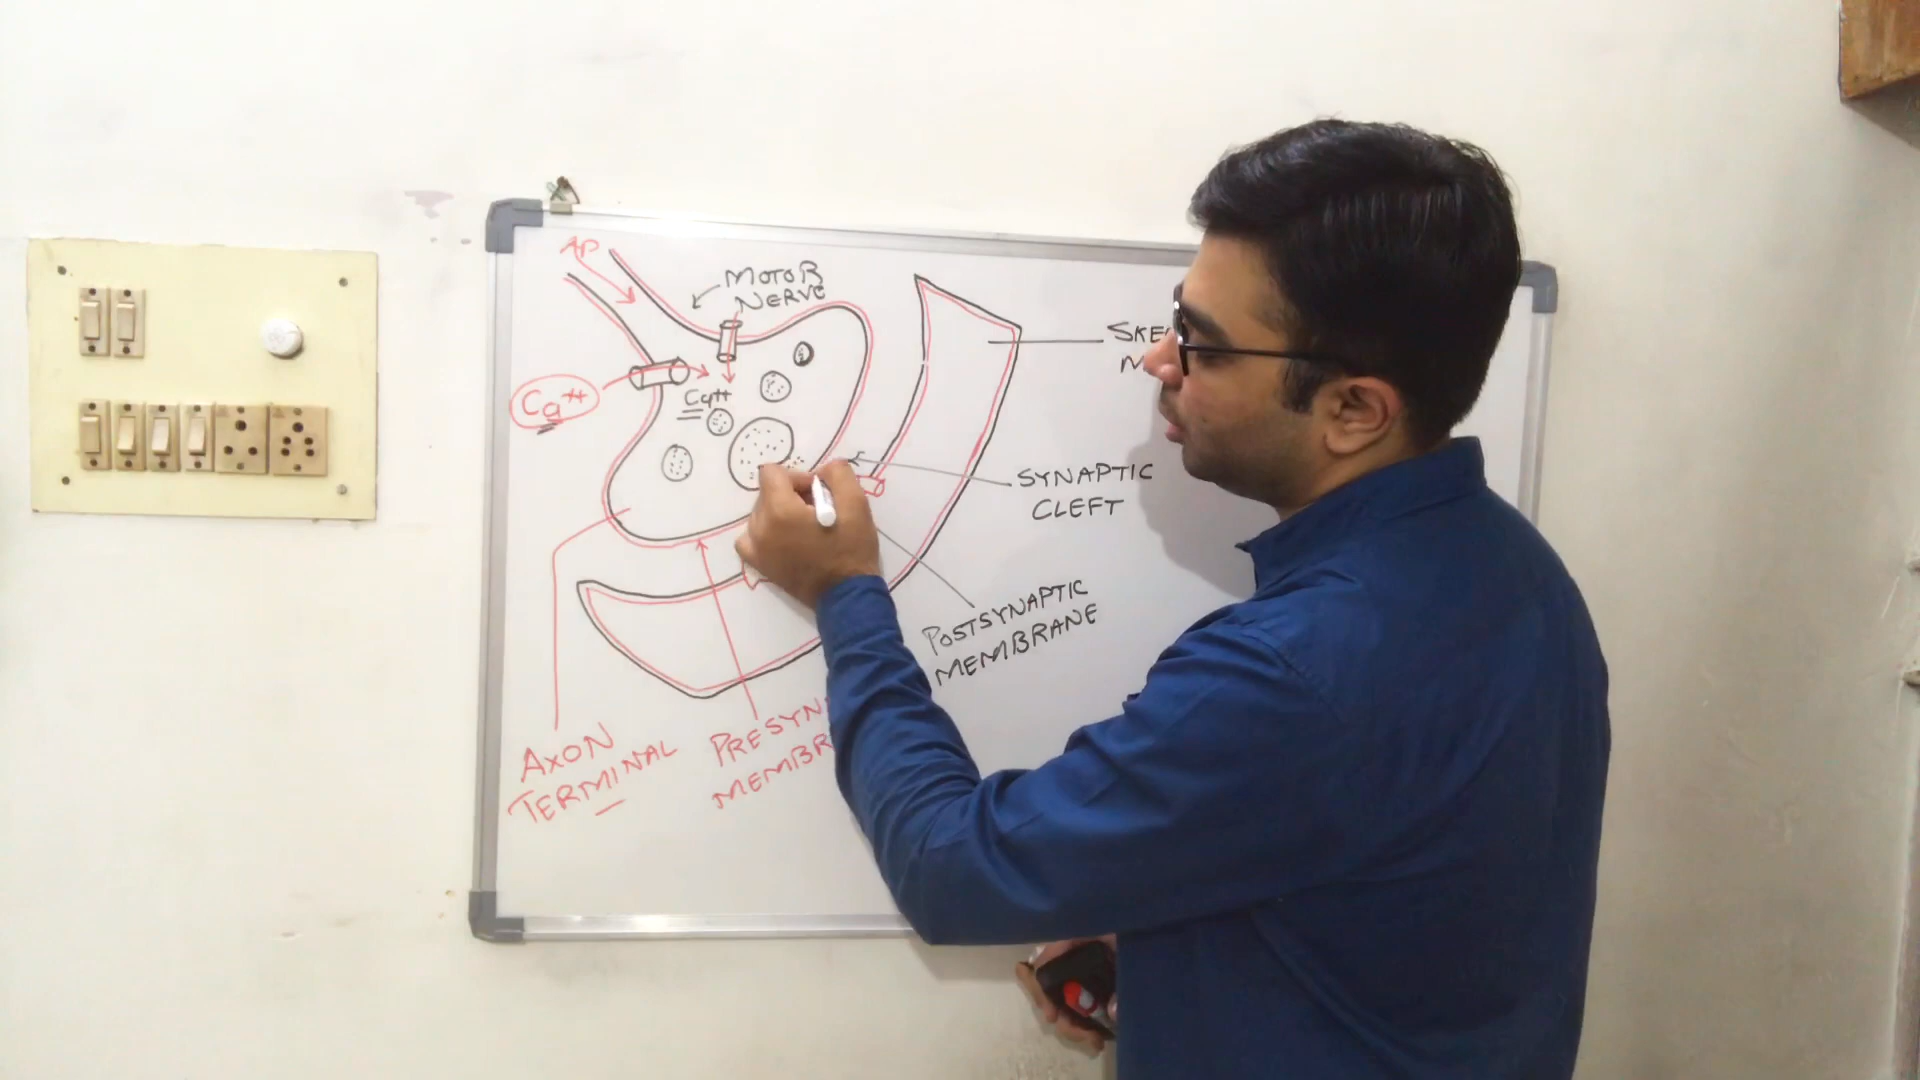 AP
MOTOR
NERVE
Ca++
Ca++
SYNAPTIC
CLEFT
POSTSYNAPTIC
MEMBRANE
AXON
TERMINAL